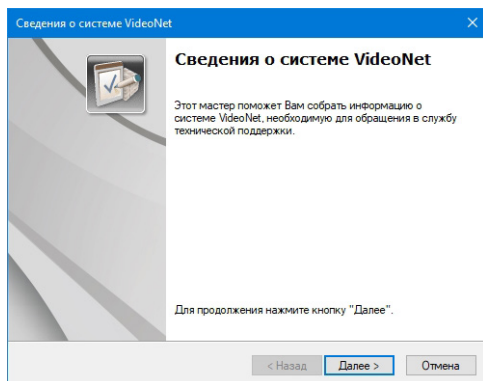 Сведения о системе VideoNet
Сведения о системе VideoNet
Этот мастер поможет Вам собрать информацию о
системе VideoNet, необходимую для обращения в службу
технической поддержки.
Для продолжения нажмите кнопку "Далее".
< Назад Далее > Отмена